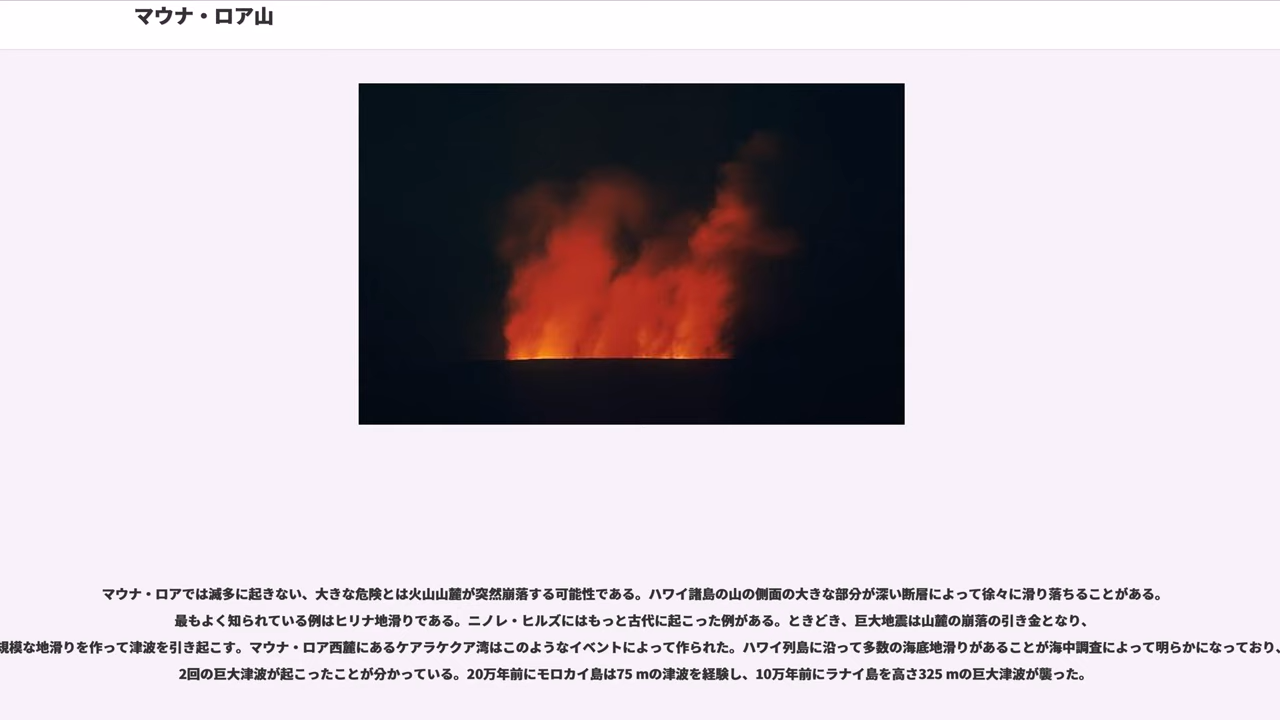 マウナ・ロア山
マウナ・ロアでは滅多に起きない、大きな危険とは火山山麓が突然崩落する可能性である。ハワイ諸島の山の側面の大きな部分が深い断層によって徐々に滑り落ちることがある。
最もよく知られている例はヒリナ地滑りである。ニノレ・ヒルズにはもっと古代に起こった例がある。ときどき、巨大地震は山麓の崩落の引き金となり、
規模な地滑りを作って津波を引き起こす。マウナ・ロア西麓にあるケアラケクア湾はこのようなイベントによって作られた。ハワイ列島に沿って多数の海底地滑りがあることが海中調査によって明らかになっており、
2回の巨大津波が起こったことが分かっている。20万年前にモロカイ島は75 mの津波を経験し、10万年前にラナイ島を高さ325 mの巨大津波が襲った。